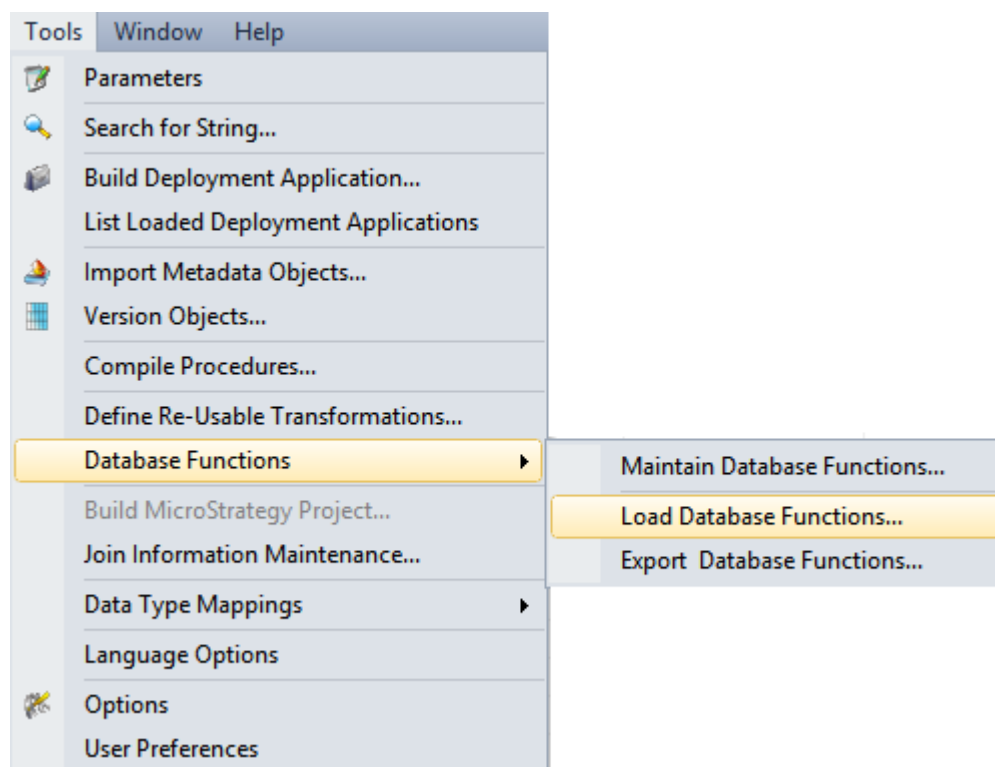 Tools Window Help
Parameters
Search for String...
Build Deployment Application...
List Loaded Deployment Applications
Import Metadata Objects...
Version Objects...
Compile Procedures...
Define Re-Usable Transformations...
Database Functions
Maintain Database Functions...
Load Database Functions...
Export  Database Functions...
Build MicroStrategy Project...
Join Information Maintenance...
Data Type Mappings
Language Options
Options
User Preferences